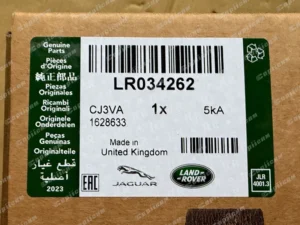 Genuine
Parts
Pièces
d'Origine
純正部品
Piezas
Originales
Ricambi
Originali
Originele
Onderdelen
Peças
Genuinas
Originalteile
قطع غيار
أصلية
2023
LR034262
CJ3VA 1x 5kA
1628633
Made in
United Kingdom
EAC
JAGUAR
LAND-
ROVER
JLR
4001.3